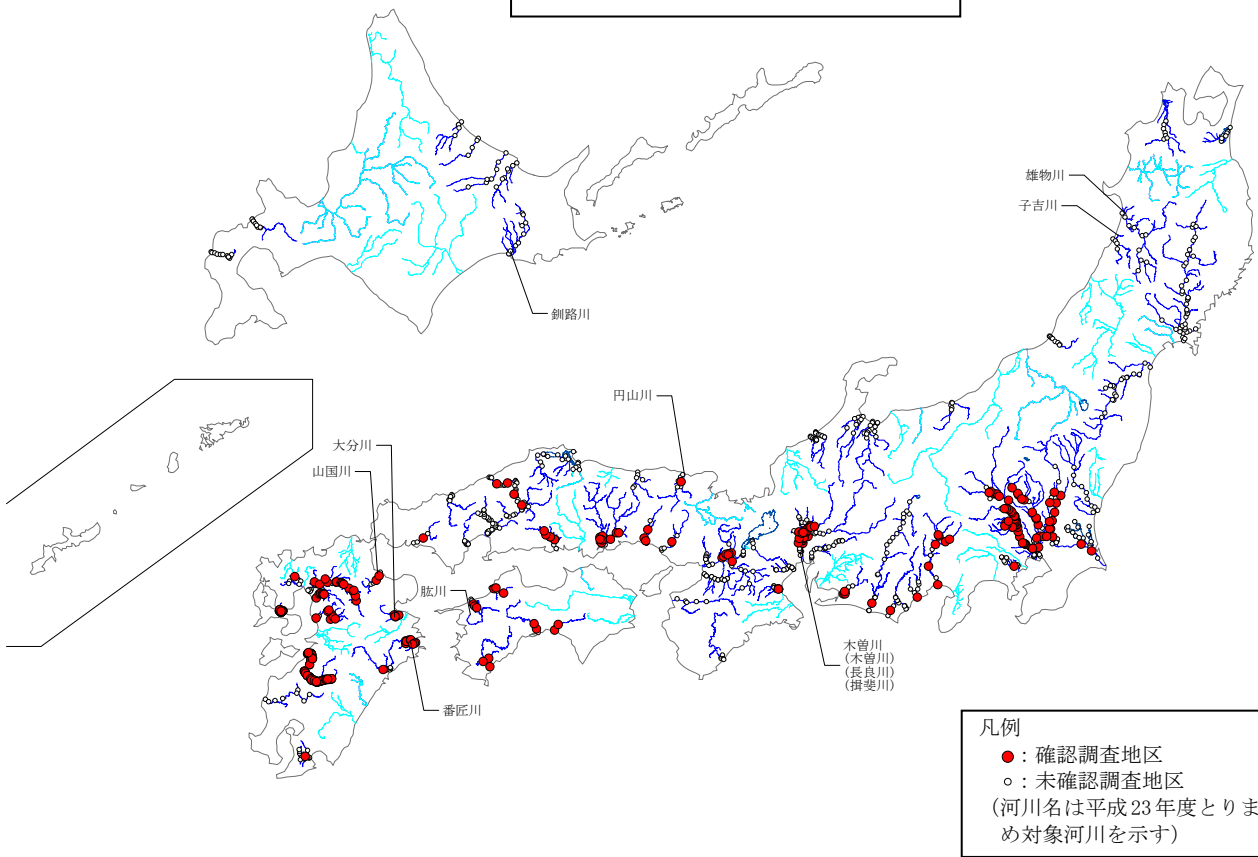 雄物川
子吉川
釧路川
円山川
大分川
山国川
肱川
木曽川
(木曽川)
(長良川)
(揖斐川)
番匠川
凡例
：確認調査地区
：未確認調査地区
(河川名は平成23年度とりま
め対象河川を示す)